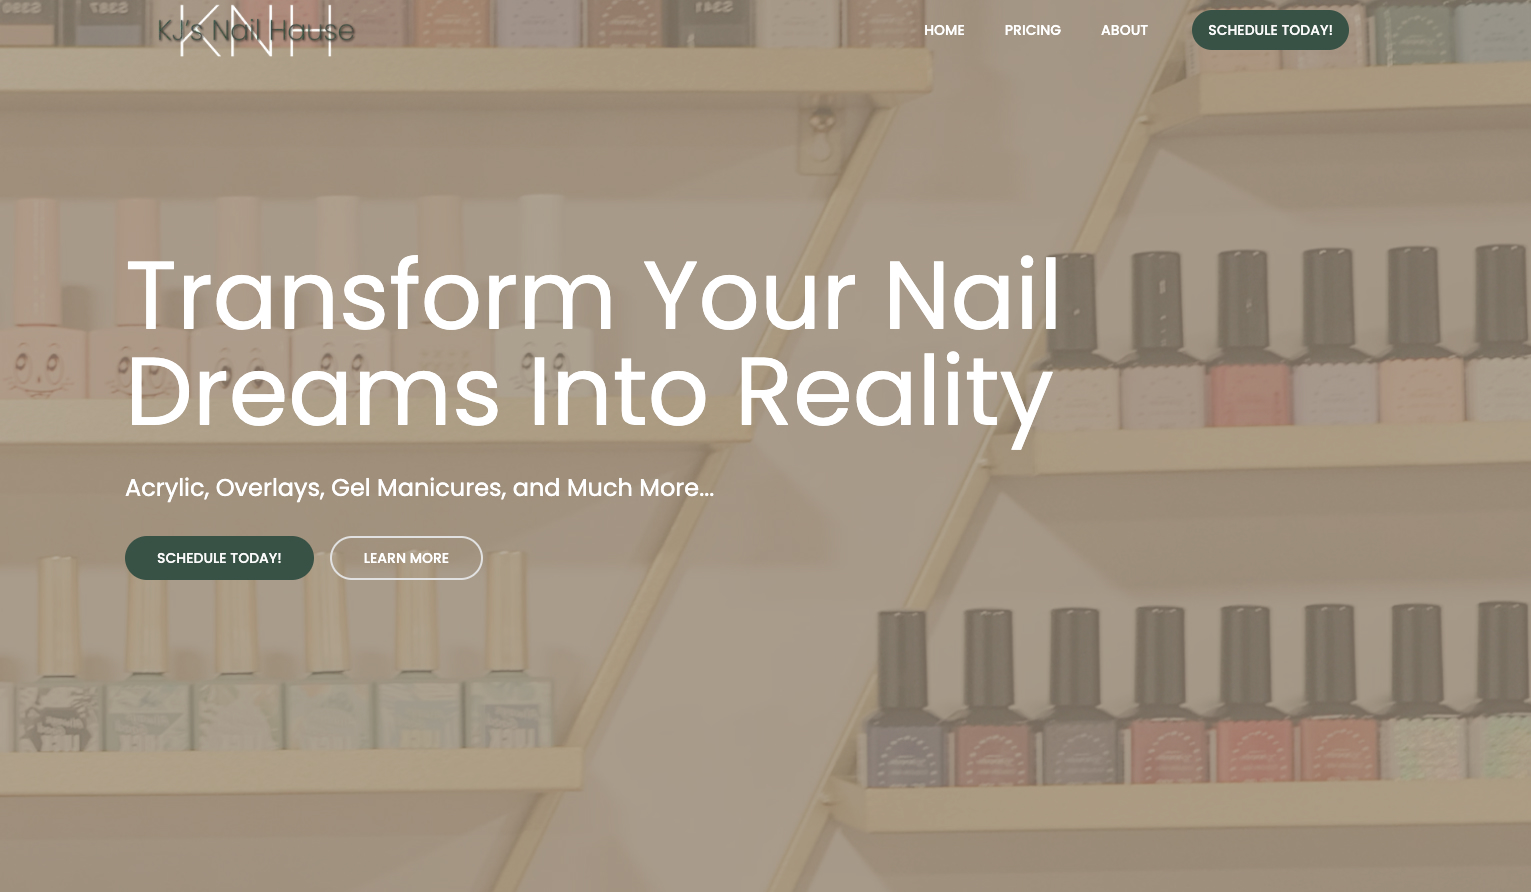 KJ's Nail Hause
KNH
HOME
PRICING
ABOUT
SCHEDULE TODAY!
Transform Your Nail
Dreams Into Reality
Acrylic, Overlays, Gel Manicures, and Much More...
SCHEDULE TODAY!
LEARN MORE